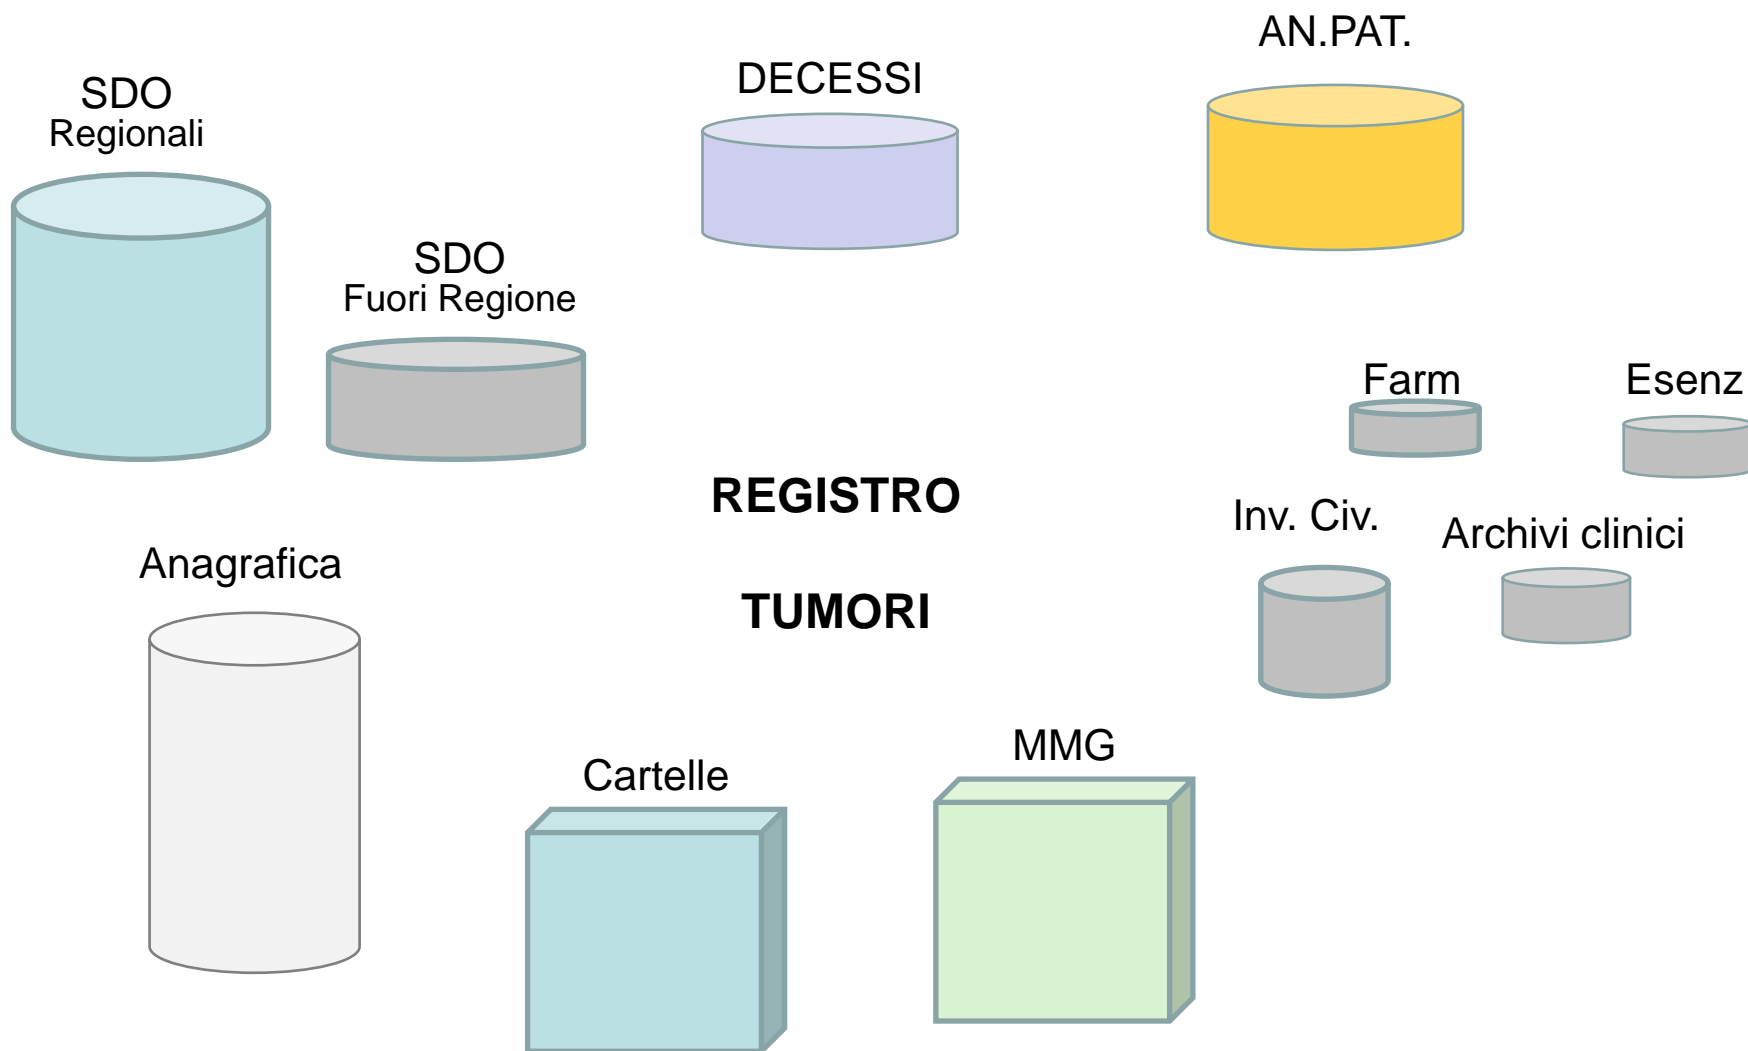 AN.PAT.
DECESSI
SDO
Regionali
SDO
Fuori Regione
Farm
Esenz
REGISTRO
Inv. Civ.
Archivi clinici
Anagrafica
TUMORI
MMG
Cartelle